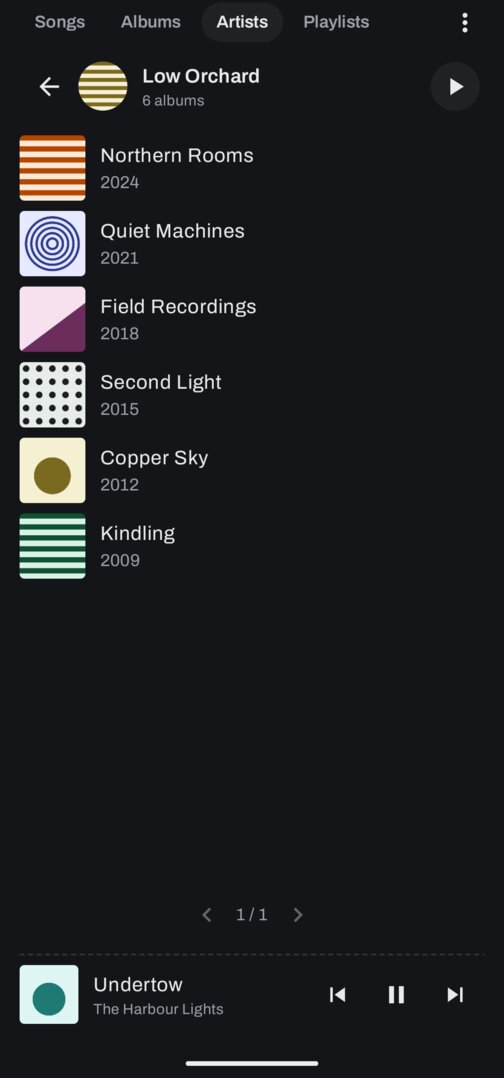 Songs Albums Artists Playlists
Low Orchard
6 albums
Northern Rooms
2024
Quiet Machines
2021
Field Recordings
2018
Second Light
2015
Copper Sky
2012
Kindling
2009
1 / 1
Undertow
The Harbour Lights